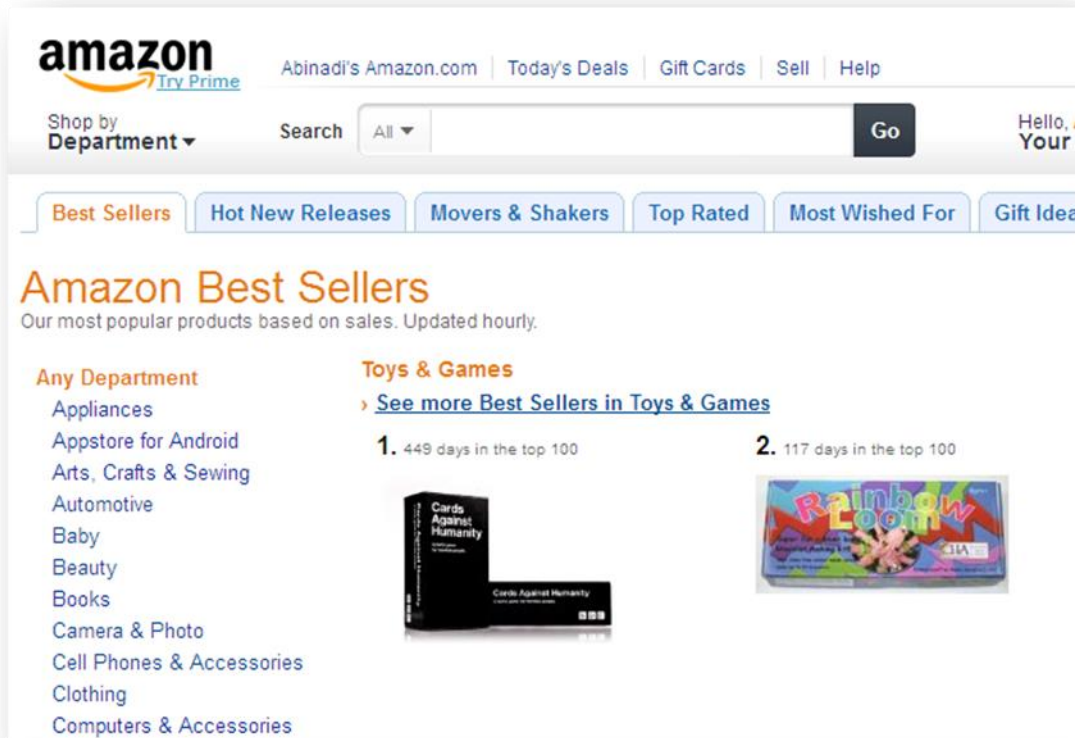 amazon
Try Prime
Abinadi's Amazon.com Today's Deals Gift Cards Sell Help
Shop by
Department
Search All Go
Hello,
Your
Best Sellers Hot New Releases Movers & Shakers Top Rated Most Wished For Gift Idea
Amazon Best Sellers
Our most popular products based on sales. Updated hourly.
Any Department
Appliances
Appstore for Android
Arts, Crafts & Sewing
Automotive
Baby
Beauty
Books
Camera & Photo
Cell Phones & Accessories
Clothing
Computers & Accessories
Toys & Games
› See more Best Sellers in Toys & Games
1. 449 days in the top 100
Cards
Against
Humanity
Cards Against Humanity
Cards Against Humanity
2. 117 days in the top 100
Rainbow
Loom
CHA